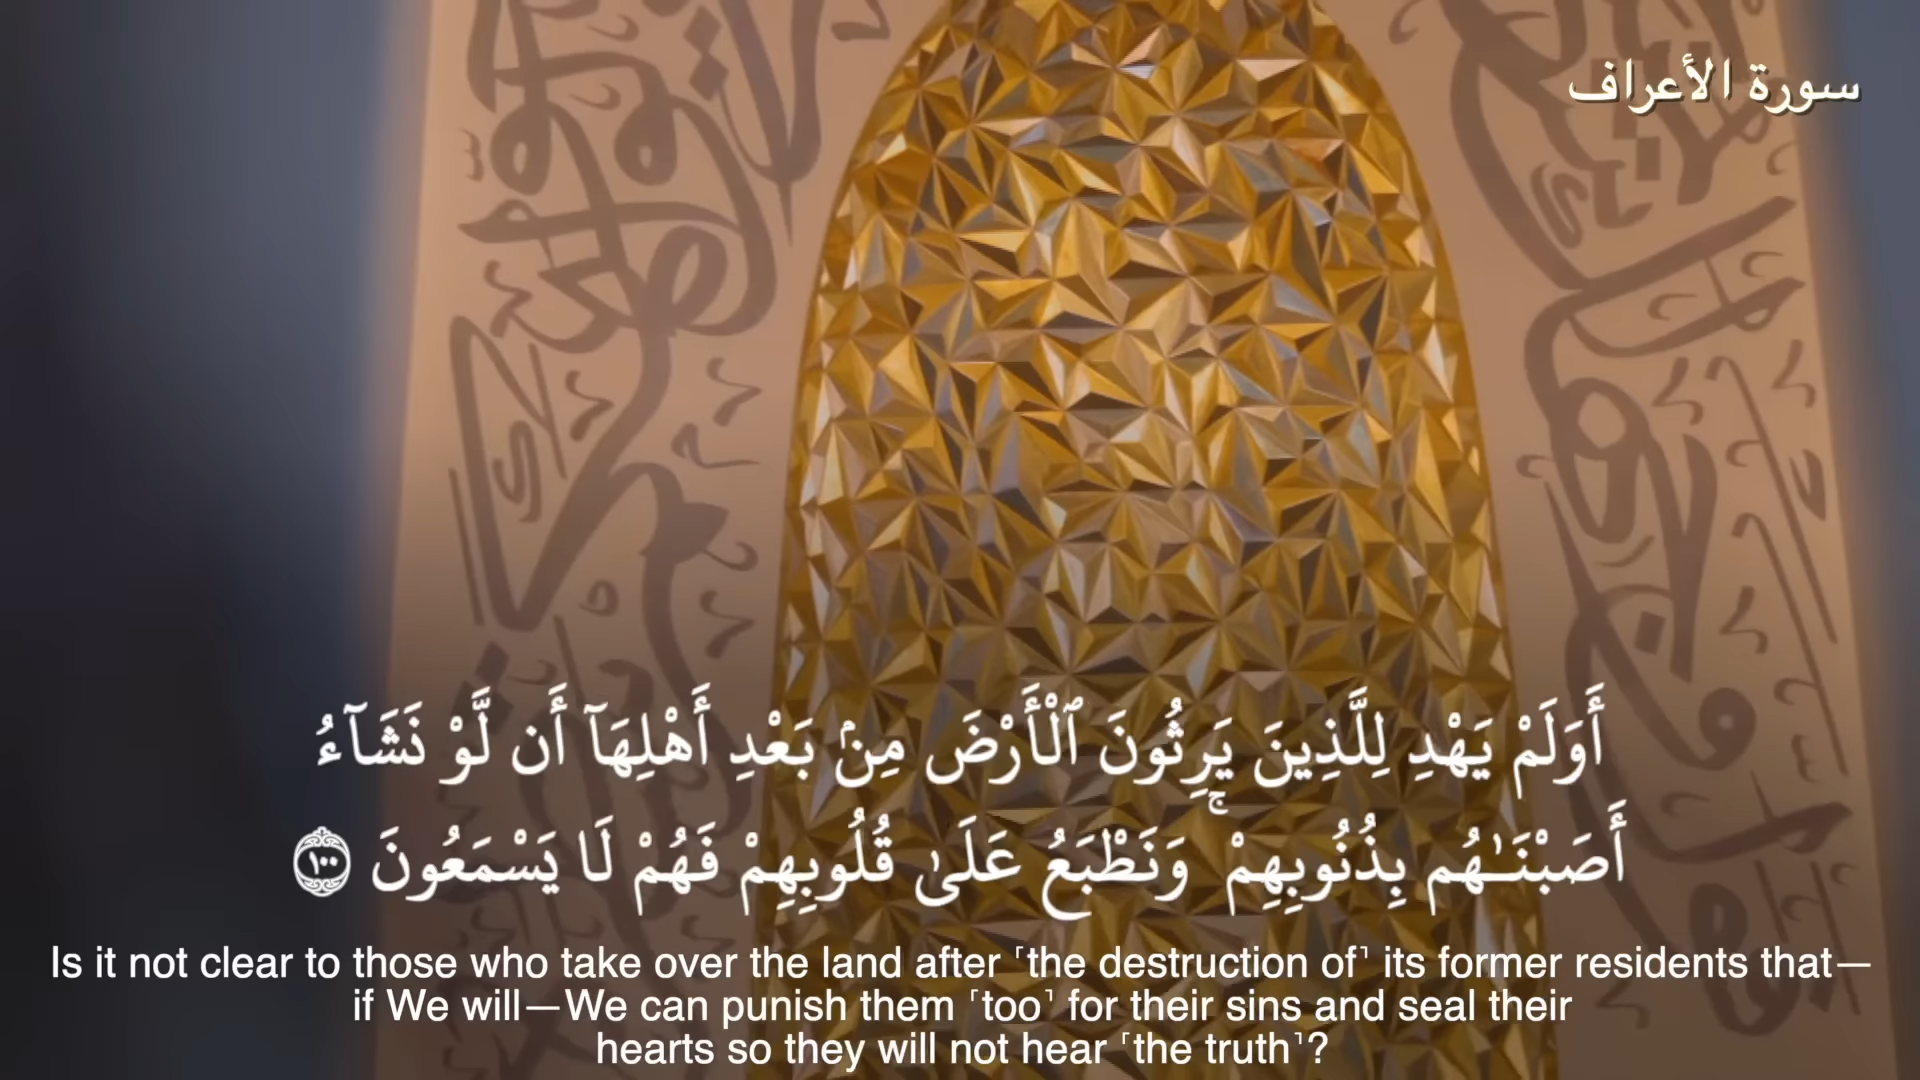 سورة الأعراف
أَوَلَمْ يَهْدِ لِلَّذِينَ يَرِثُونَ ٱلْأَرْضَ مِنۢ بَعْدِ أَهْلِهَآ أَن لَّوْ نَشَآءُ
أَصَبْنَـٰهُم بِذُنُوبِهِمْ ۚ وَنَطْبَعُ عَلَىٰ قُلُوبِهِمْ فَهُمْ لَا يَسْمَعُونَ ١٠٠
Is it not clear to those who take over the land after ˹the destruction of˺ its former residents that—
if We will—We can punish them ˹too˺ for their sins and seal their
hearts so they will not hear ˹the truth˺?